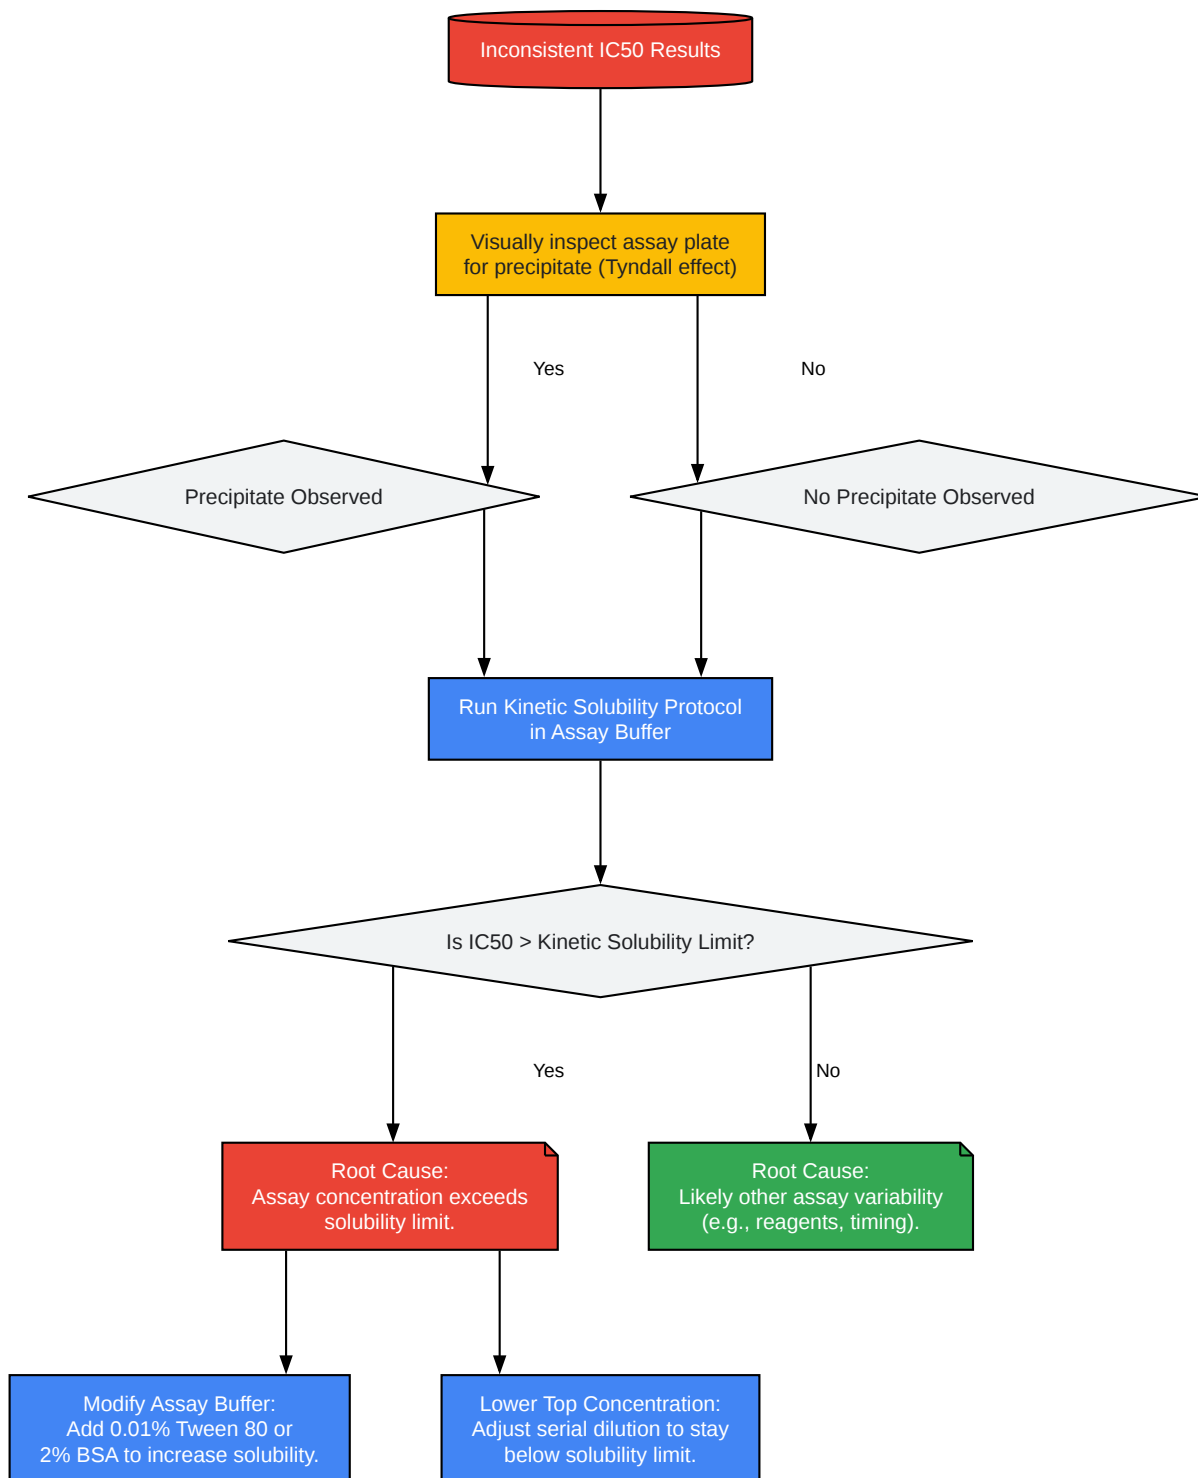 Inconsistent IC50 Results
Visually inspect assay plate
for precipitate (Tyndall effect)
Yes
No
Precipitate Observed
No Precipitate Observed
Run Kinetic Solubility Protocol
in Assay Buffer
Is IC50 > Kinetic Solubility Limit?
Yes
No
Root Cause:
Assay concentration exceeds
solubility limit.
Root Cause:
Likely other assay variability
(e.g., reagents, timing).
Modify Assay Buffer:
Add 0.01% Tween 80 or
2% BSA to increase solubility.
Lower Top Concentration:
Adjust serial dilution to stay
below solubility limit.